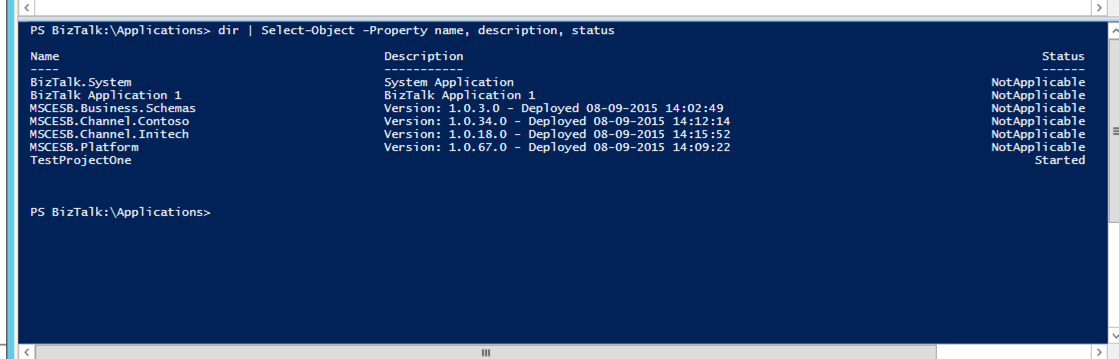 PS BizTalk:\Applications> dir | Select-Object -Property name, description, status
Name Description Status
---- ----------- ------
BizTalk.System System Application NotApplicable
BizTalk Application 1 BizTalk Application 1 NotApplicable
MSCESB.Business.Schemas Version: 1.0.3.0 - Deployed 08-09-2015 14:02:49 NotApplicable
MSCESB.Channel.Contoso Version: 1.0.34.0 - Deployed 08-09-2015 14:12:14 NotApplicable
MSCESB.Channel.Initech Version: 1.0.18.0 - Deployed 08-09-2015 14:15:52 NotApplicable
MSCESB.Platform Version: 1.0.67.0 - Deployed 08-09-2015 14:09:22 NotApplicable
TestProjectOne Started
PS BizTalk:\Applications>